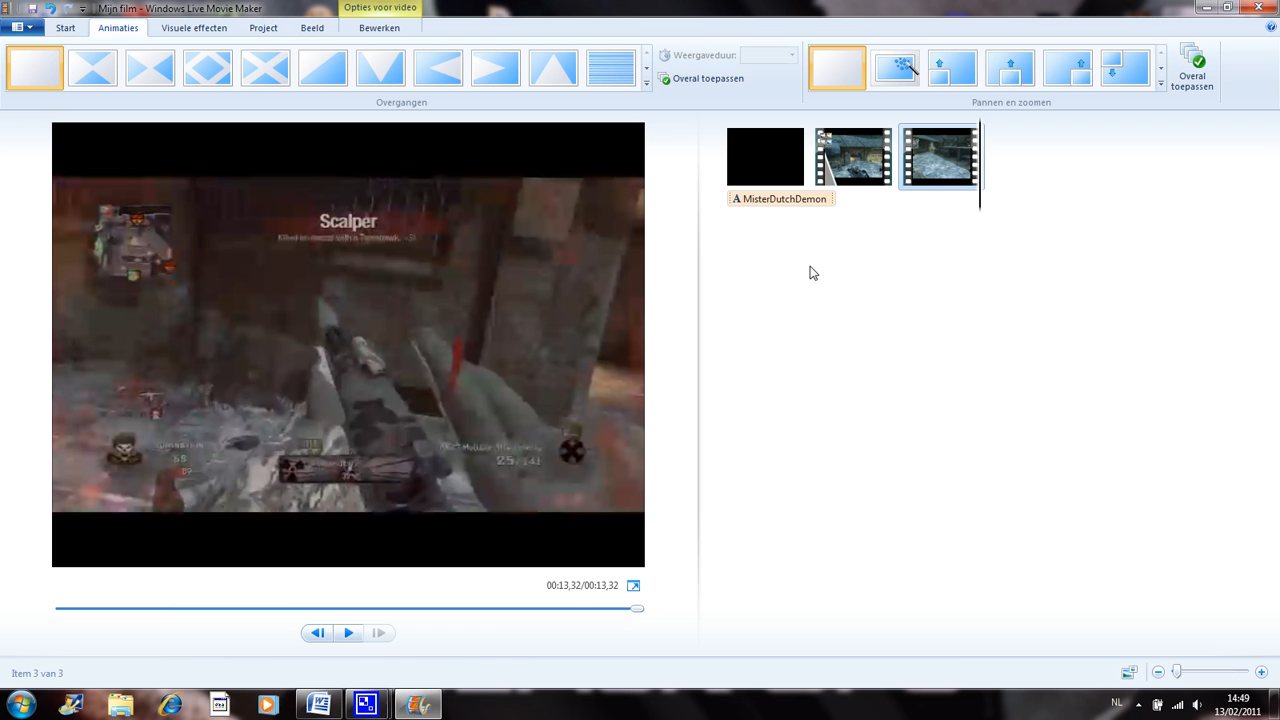 Mijn film - Windows Live Movie Maker
Opties voor video
Start Animaties Visuele effecten Project Beeld Bewerken
Weergaveduur:
Overal toepassen
Overal toepassen
Overgangen
Pannen en zoomen
Scalper
A MisterDutchDemon
00:13,32/00:13,32
Item 3 van 3
NL
14:49
13/02/2011